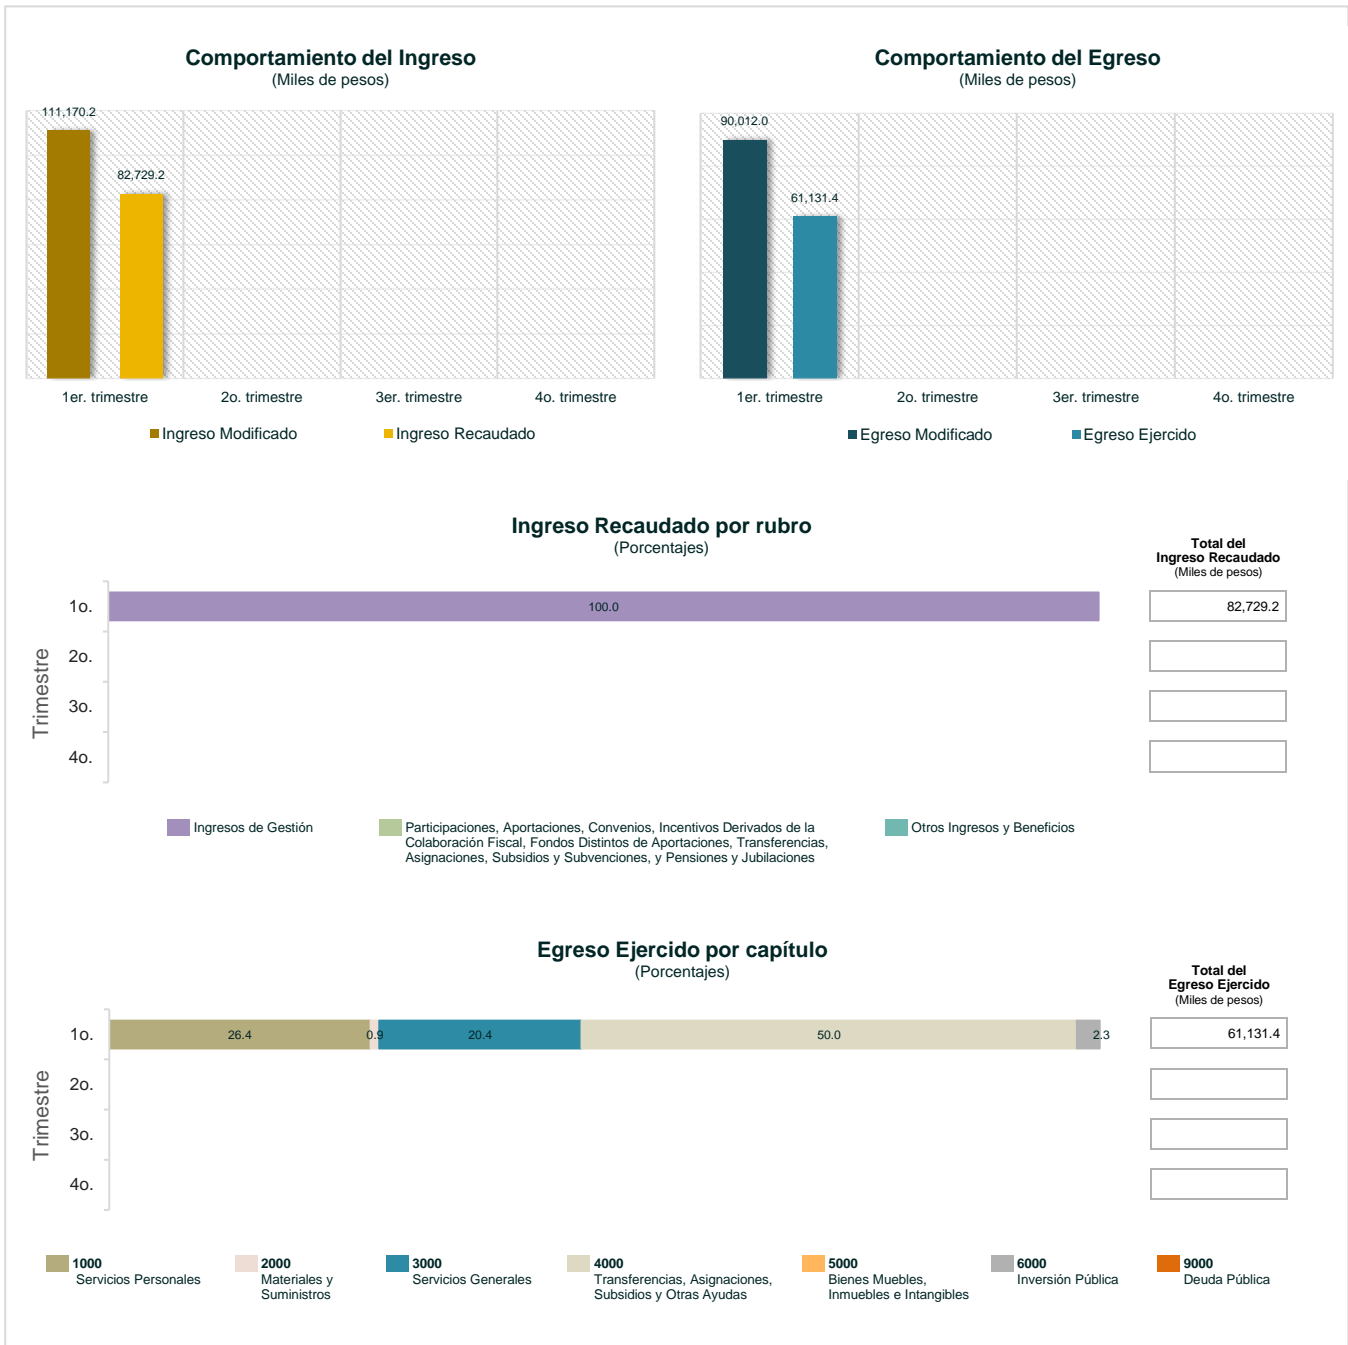 Comportamiento del Ingreso
(Miles de pesos)
111,170.2
82,729.2
1er. trimestre
2o. trimestre
3er. trimestre
4o. trimestre
Ingreso Modificado
Ingreso Recaudado
Comportamiento del Egreso
(Miles de pesos)
90,012.0
61,131.4
1er. trimestre
2o. trimestre
3er. trimestre
4o. trimestre
Egreso Modificado
Egreso Ejercido
Ingreso Recaudado por rubro
(Porcentajes)
Total del
Ingreso Recaudado
(Miles de pesos)
Trimestre
1o.
100.0
82,729.2
2o.
3o.
4o.
Ingresos de Gestión
Participaciones, Aportaciones, Convenios, Incentivos Derivados de la
Colaboración Fiscal, Fondos Distintos de Aportaciones, Transferencias,
Asignaciones, Subsidios y Subvenciones, y Pensiones y Jubilaciones
Otros Ingresos y Beneficios
Egreso Ejercido por capítulo
(Porcentajes)
Total del
Egreso Ejercido
(Miles de pesos)
Trimestre
1o.
26.4
0.9
20.4
50.0
2.3
61,131.4
2o.
3o.
4o.
1000
Servicios Personales
2000
Materiales y
Suministros
3000
Servicios Generales
4000
Transferencias, Asignaciones,
Subsidios y Otras Ayudas
5000
Bienes Muebles,
Inmuebles e Intangibles
6000
Inversión Pública
9000
Deuda Pública